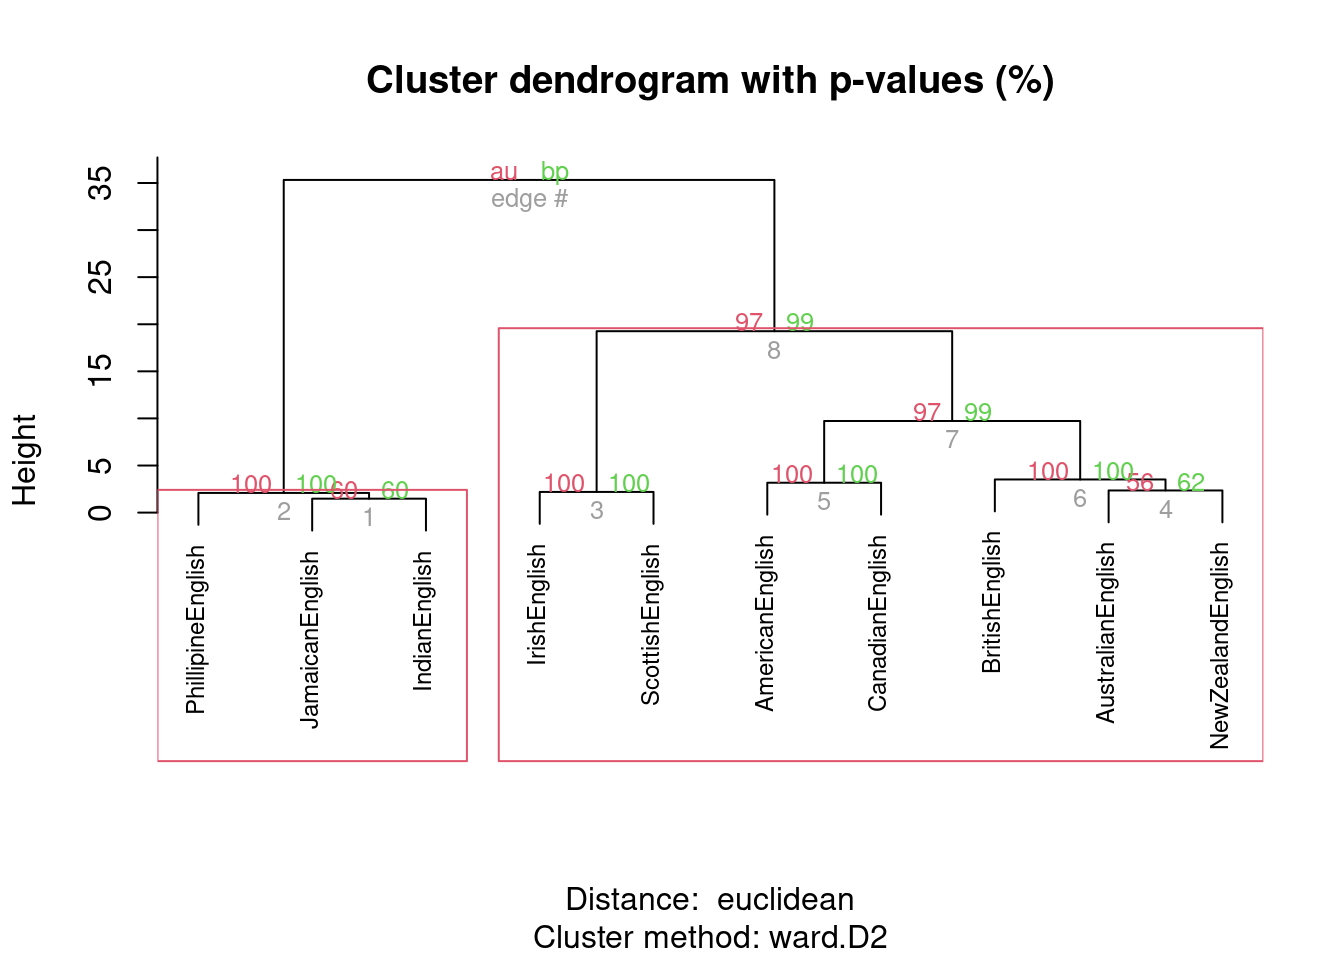 Cluster dendrogram with p-values (%)
Height
35
25
15
5
0
au bp
edge #
97 99
8
97 99
7
100 100
2
60 60
1
100 100
3
100 100
5
100 100
6
56 62
4
PhillipineEnglish
JamaicanEnglish
IndianEnglish
IrishEnglish
ScottishEnglish
AmericanEnglish
CanadianEnglish
BritishEnglish
AustralianEnglish
NewZealandEnglish
Distance: euclidean
Cluster method: ward.D2